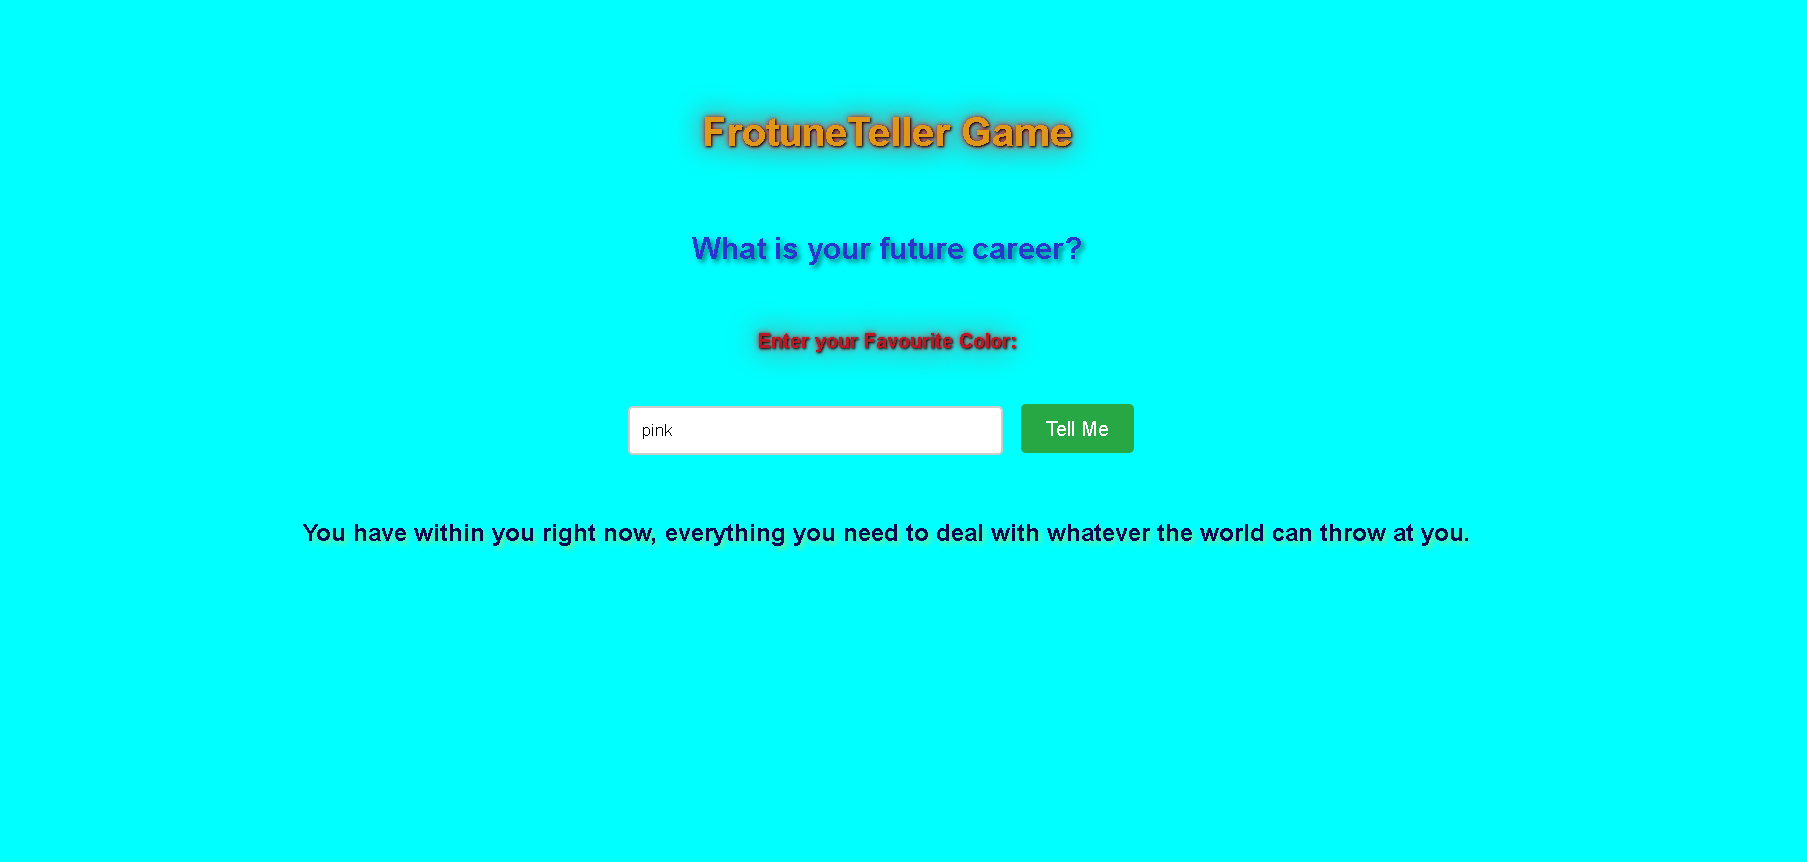 FrotuneTeller Game
What is your future career?
Enter your Favourite Color:
pink
Tell Me
You have within you right now, everything you need to deal with whatever the world can throw at you.